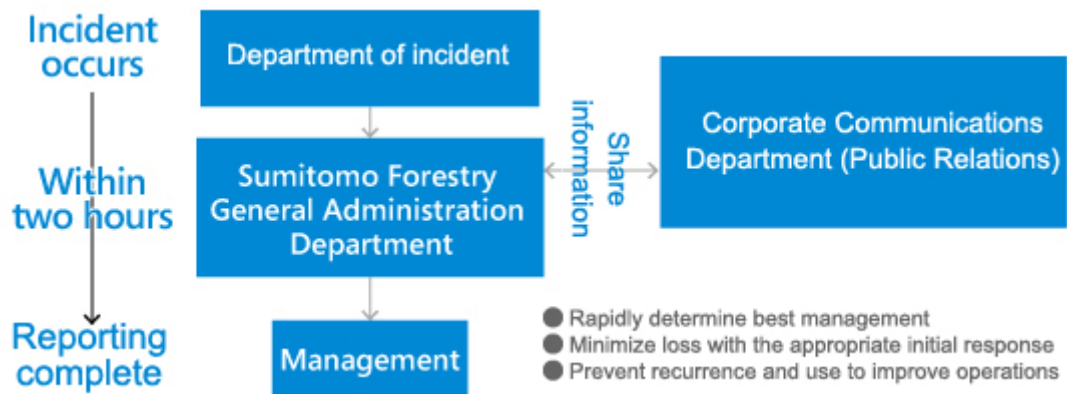 Incident
occurs
Within
two hours
Reporting
complete
Department of incident
Sumitomo Forestry
General Administration
Department
Management
Share
information
Corporate Communications
Department (Public Relations)
● Rapidly determine best management
● Minimize loss with the appropriate initial response
● Prevent recurrence and use to improve operations